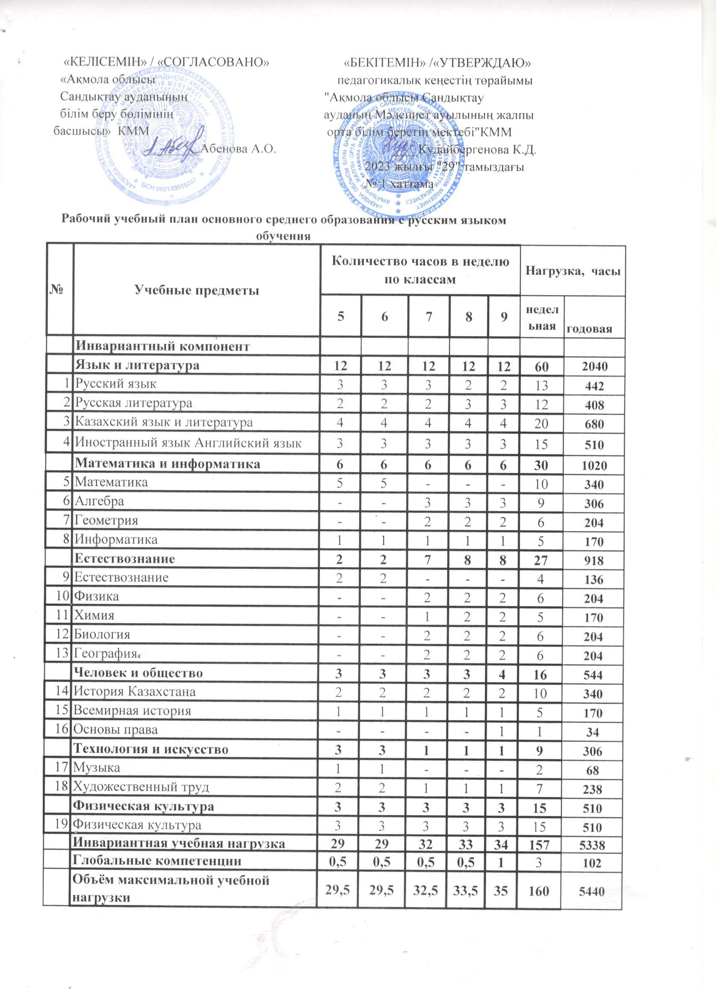 «КЕЛІСЕМІН» / «СОГЛАСОВАНО»
«Ақмола облысы
Сандықтау ауданының
білім беру бөлімінің
басшысы» КММ
Абенова А.О.
БСН 060140008247
«БЕКІТЕМІН» /«УТВЕРЖДАЮ»
педагогикалық кеңестің төрайымы
"Ақмола облысы Сандықтау
ауданың Мәдениет ауылының жалпы
орта білім беретін мектебі"КММ
____Кудайбергенова К.Д.
2023 жылғы "29" тамыздағы
№ 1 хаттама
Рабочий учебный план основного среднего образования с русским языком
обучения
№ Учебные предметы Количество часов в неделю по классам Нагрузка, часы
5 6 7 8 9 недельная годовая
Инвариантный компонент
Язык и литература 12 12 12 12 12 60 2040
1 Русский язык 3 3 3 2 2 13 442
2 Русская литература 2 2 2 3 3 12 408
3 Казахский язык и литература 4 4 4 4 4 20 680
4 Иностранный язык Английский язык 3 3 3 3 3 15 510
Математика и информатика 6 6 6 6 6 30 1020
5 Математика 5 5 - - - 10 340
6 Алгебра - - 3 3 3 9 306
7 Геометрия - - 2 2 2 6 204
8 Информатика 1 1 1 1 1 5 170
Естествознание 2 2 7 8 8 27 918
9 Естествознание 2 2 - - - 4 136
10 Физика - - 2 2 2 6 204
11 Химия - - 1 2 2 5 170
12 Биология - - 2 2 2 6 204
13 География - - 2 2 2 6 204
Человек и общество 3 3 3 3 4 16 544
14 История Казахстана 2 2 2 2 2 10 340
15 Всемирная история 1 1 1 1 1 5 170
16 Основы права - - - - 1 1 34
Технология и искусство 3 3 1 1 1 9 306
17 Музыка 1 1 - - - 2 68
18 Художественный труд 2 2 1 1 1 7 238
Физическая культура 3 3 3 3 3 15 510
19 Физическая культура 3 3 3 3 3 15 510
Инвариантная учебная нагрузка 29 29 32 33 34 157 5338
Глобальные компетенции 0,5 0,5 0,5 0,5 1 3 102
Объём максимальной учебной
нагрузки 29,5 29,5 32,5 33,5 35 160 5440